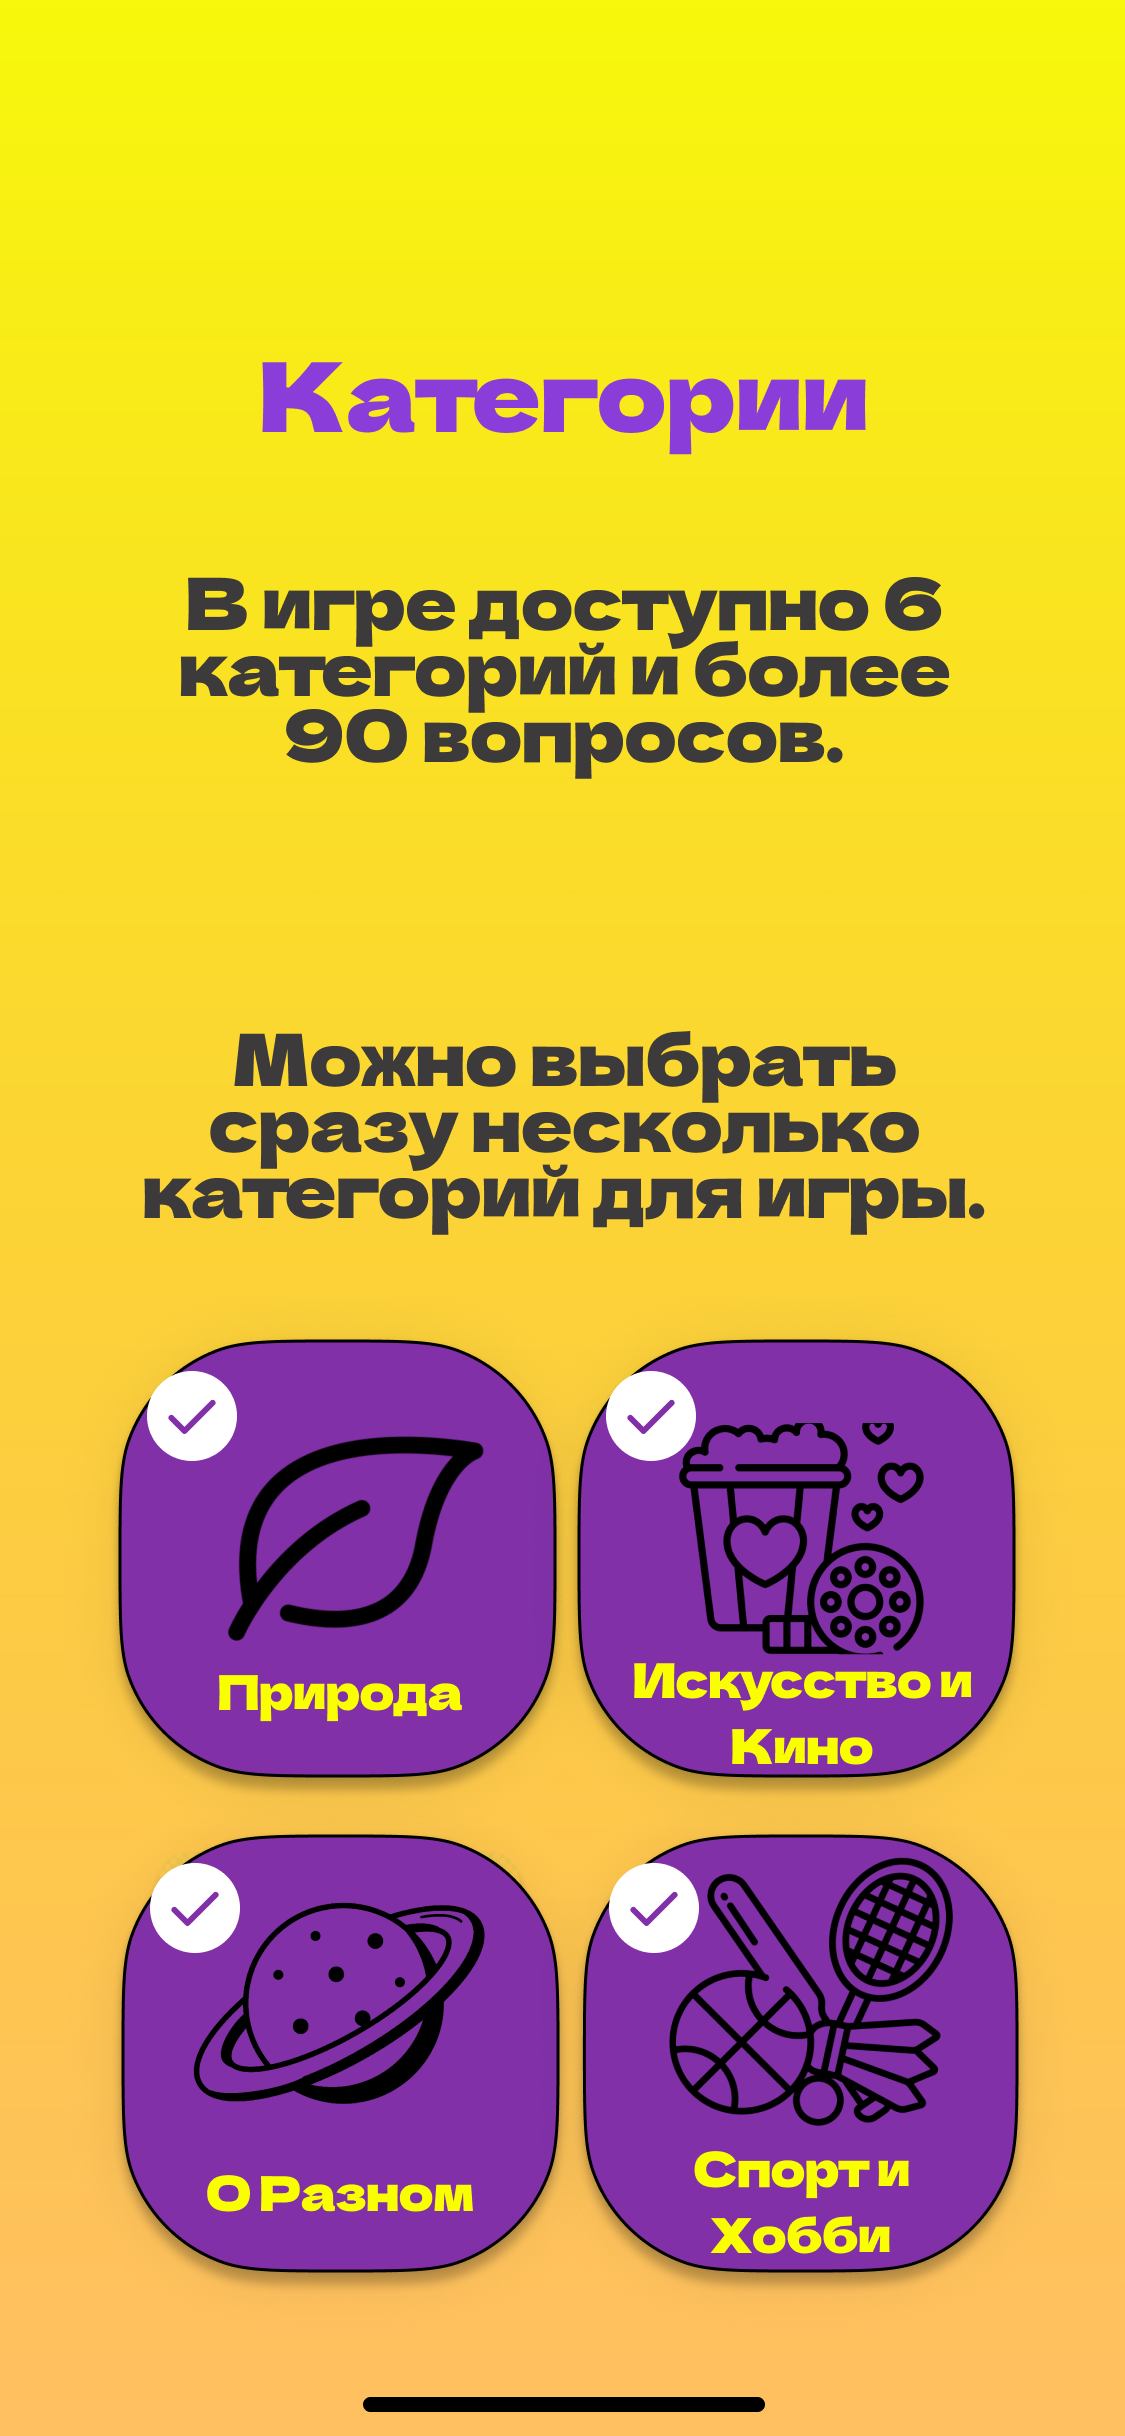 Категории
В игре доступно 6
категорий и более
90 вопросов.
Можно выбрать
сразу несколько
категорий для игры.
Природа
Искусство и
Кино
О Разном
Спорт и
Хобби